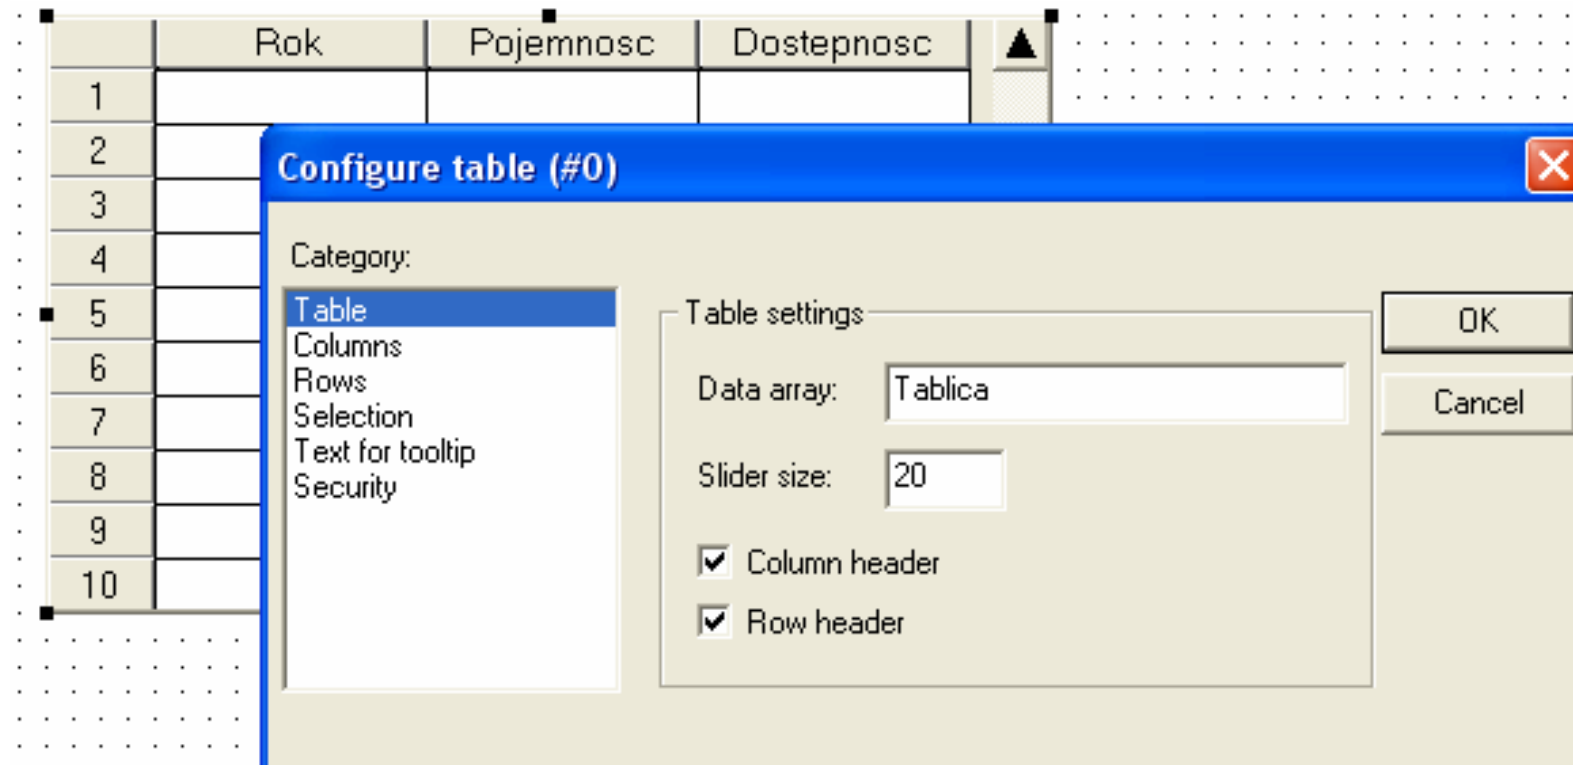 Rok Pojemnosc Dostepnosc
1
2
3
4
5
6
7
8
9
10
Configure table (#0)
Category:
Table
Columns
Rows
Selection
Text for tooltip
Security
Table settings
Data array: Tablica
Slider size: 20
Column header
Row header
OK
Cancel